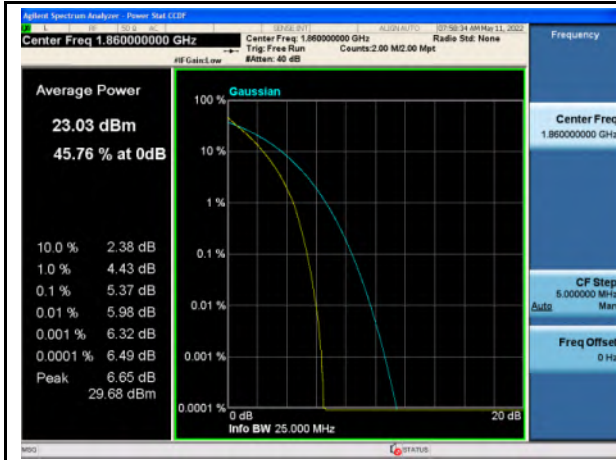 Agilent Spectrum Analyzer - Power Stat CCDF
L RF 50 Ω AC SENSE:INT ALIGN AUTO 07:58:34 AM May 11, 2022
Center Freq 1.860000000 GHz
Center Freq: 1.860000000 GHz Radio Std: None
Trig: Free Run Counts:2.00 M/2.00 Mpt
#IFGain:Low #Atten: 40 dB
Frequency
Average Power
23.03 dBm
45.76 % at 0dB
10.0 % 2.38 dB
1.0 % 4.43 dB
0.1 % 5.37 dB
0.01 % 5.98 dB
0.001 % 6.32 dB
0.0001 % 6.49 dB
Peak 6.65 dB
29.68 dBm
Gaussian
100 %
10 %
1 %
0.1 %
0.01 %
0.001 %
0.0001 %
0 dB 20 dB
Info BW 25.000 MHz
Center Freq
1.860000000 GHz
CF Step
5.000000 MHz
Auto Man
Freq Offset
0 Hz
MSG STATUS